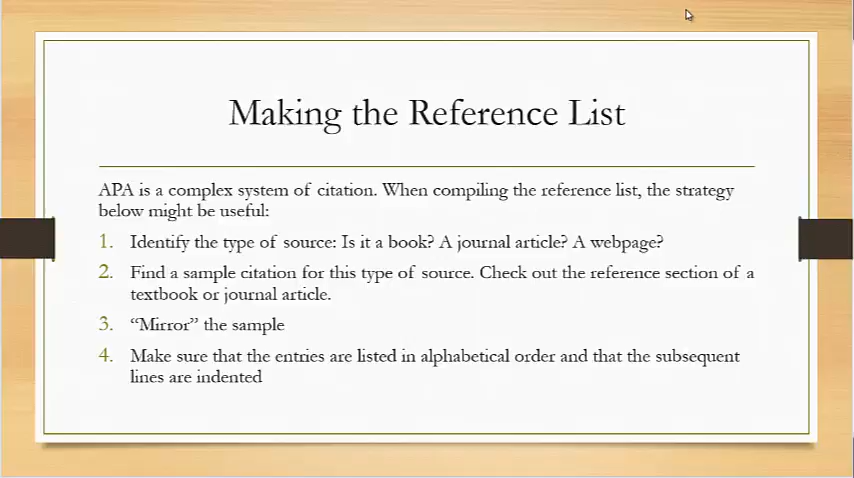 Making the Reference List
APA is a complex system of citation. When compiling the reference list, the strategy
below might be useful:
1. Identify the type of source: Is it a book? A journal article? A webpage?
2. Find a sample citation for this type of source. Check out the reference section of a
textbook or journal article.
3. “Mirror” the sample
4. Make sure that the entries are listed in alphabetical order and that the subsequent
lines are indented